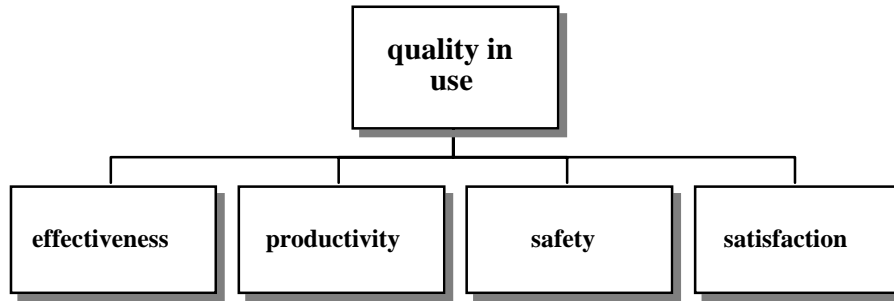 quality in
use
effectiveness
productivity
safety
satisfaction